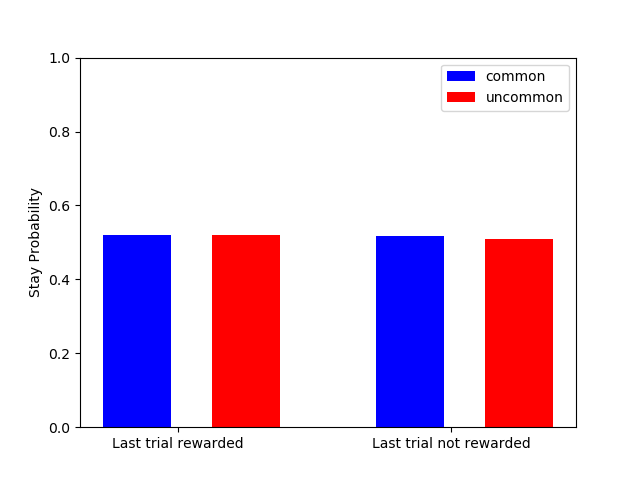 1.0
0.8
0.6
0.4
0.2
0.0
Stay Probability
common
uncommon
Last trial rewarded
Last trial not rewarded